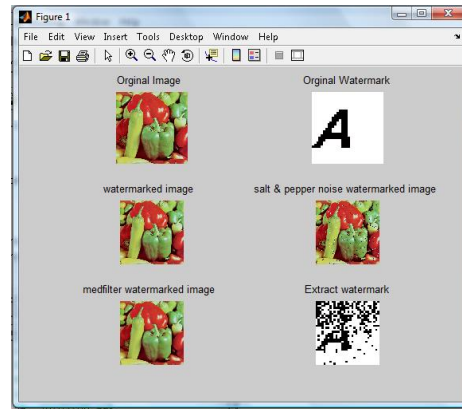 Figure 1
File Edit View Insert Tools Desktop Window Help
Orginal Image
Orginal Watermark
A
watermarked image
salt & pepper noise watermarked image
medfilter watermarked image
Extract watermark
A